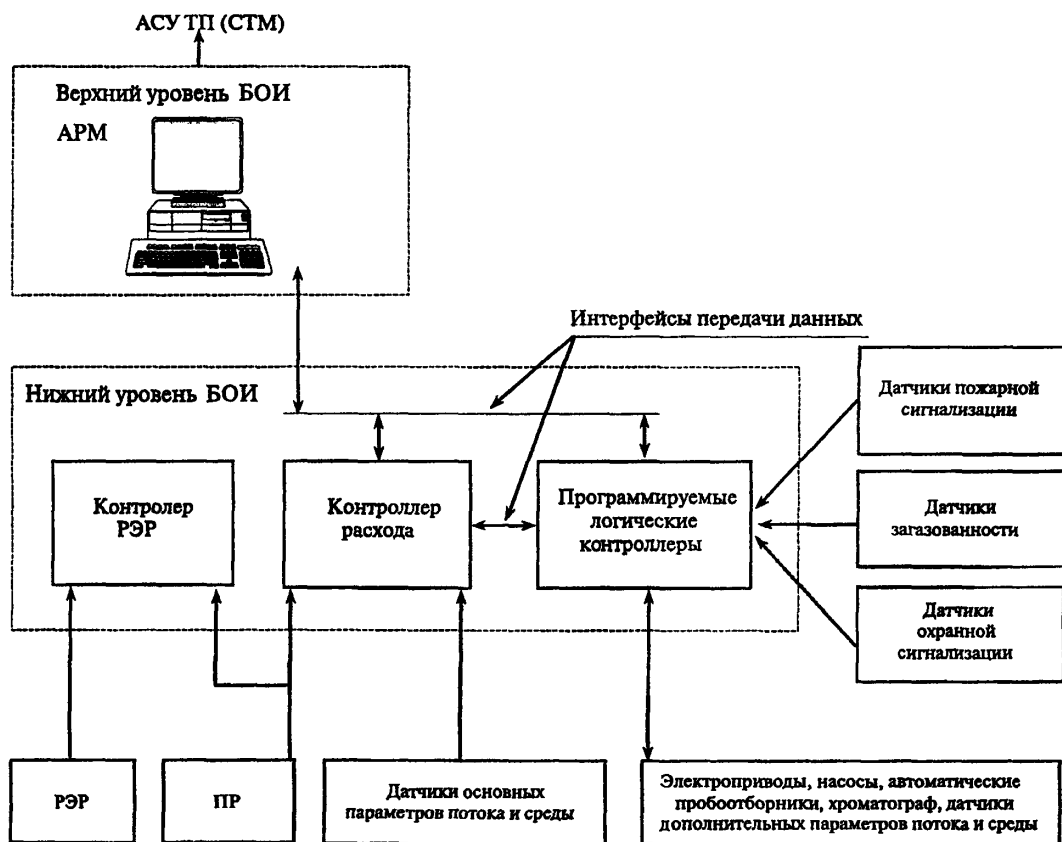 АСУ ТП (СТМ)
Верхний уровень БОИ
АРМ
Интерфейсы передачи данных
Нижний уровень БОИ
Датчики пожарной
сигнализации
Контролер
РЭР
Контроллер
расхода
Программируемые
логические
контроллеры
Датчики
загазованности
Датчики
охранной
сигнализации
РЭР
ПР
Датчики основных
параметров потока и среды
Электроприводы, насосы, автоматические
пробоотборники, хроматограф, датчики
дополнительных параметров потока и среды